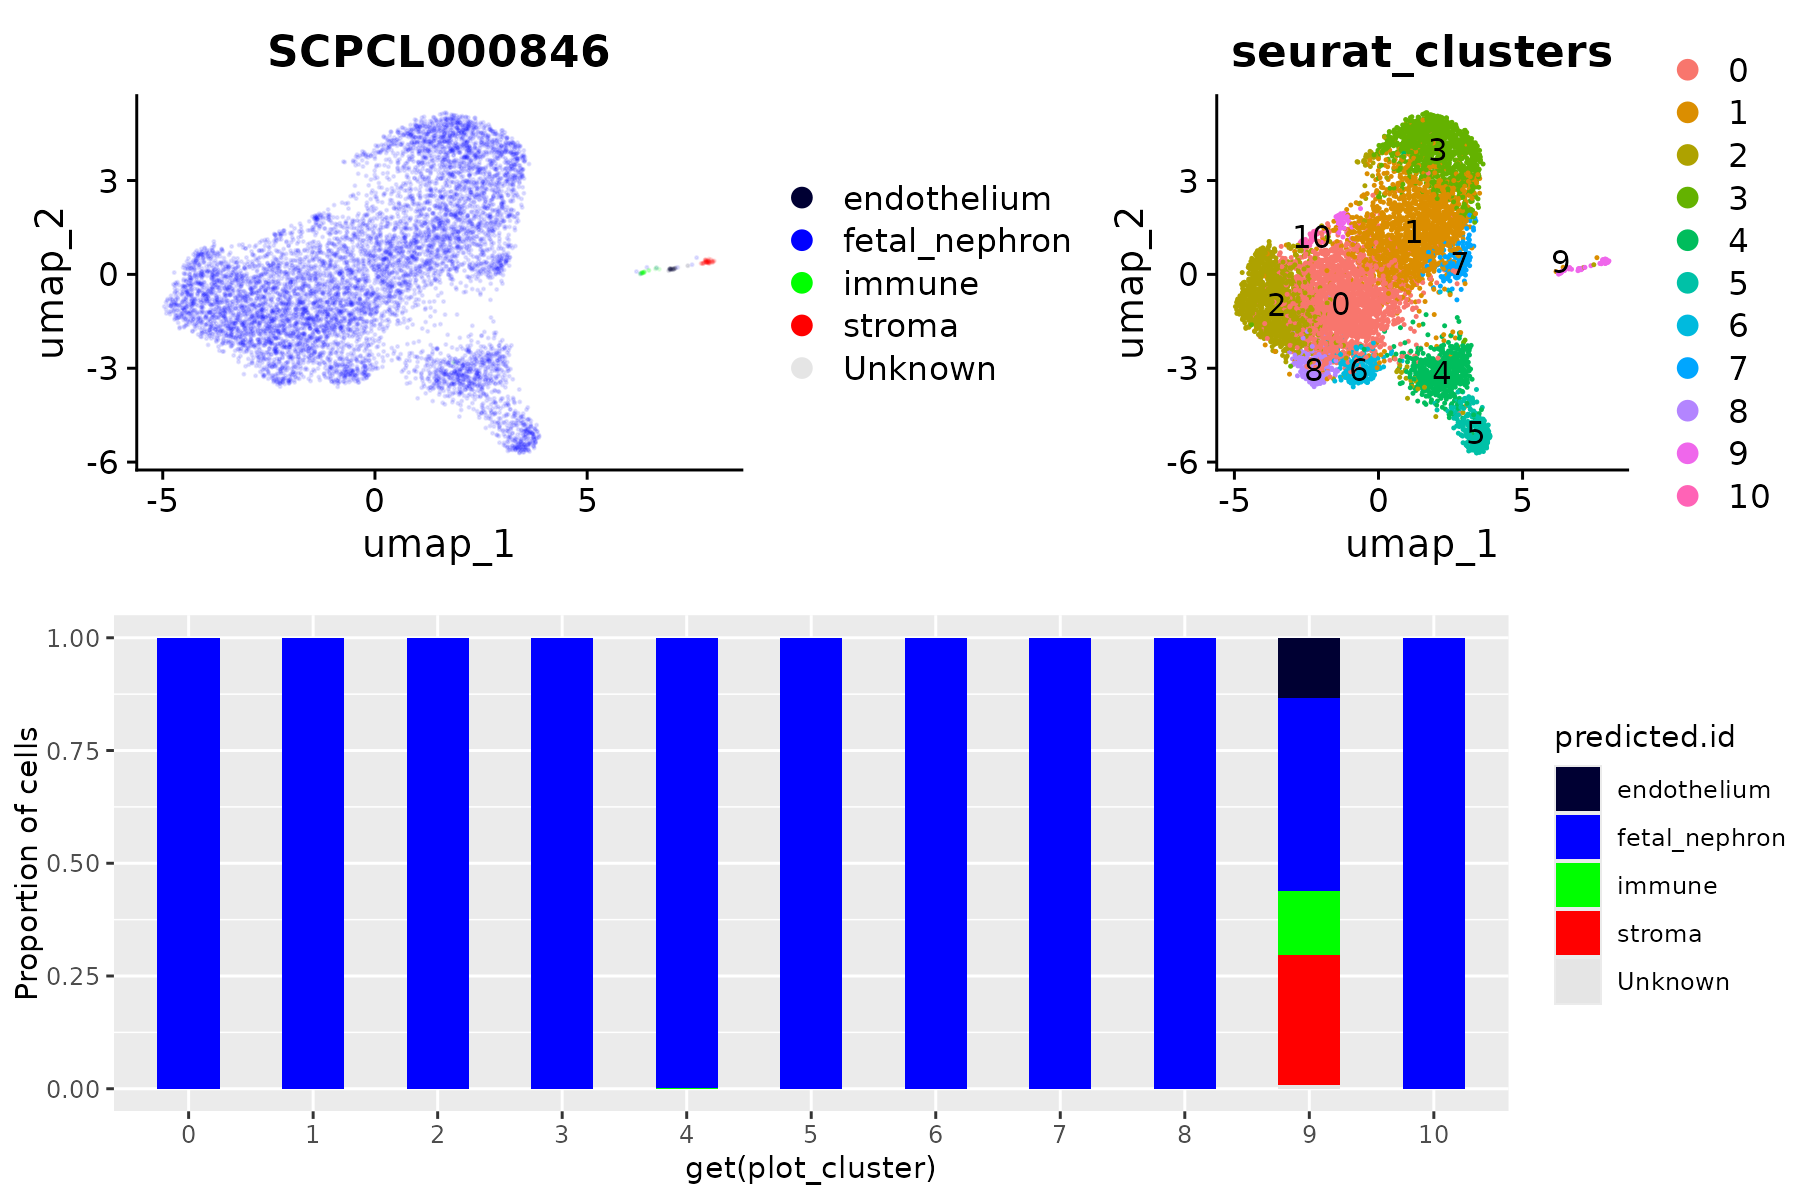 SCPCL000846
umap_2
3
0
-3
-6
-5
0
5
umap_1
endothelium
fetal_nephron
immune
stroma
Unknown
seurat_clusters
umap_2
3
0
-3
-6
-5
0
5
umap_1
3
1
10
7
9
2
0
8
6
4
5
0
1
2
3
4
5
6
7
8
9
10
Proportion of cells
1.00
0.75
0.50
0.25
0.00
0
1
2
3
4
5
6
7
8
9
10
get(plot_cluster)
predicted.id
endothelium
fetal_nephron
immune
stroma
Unknown